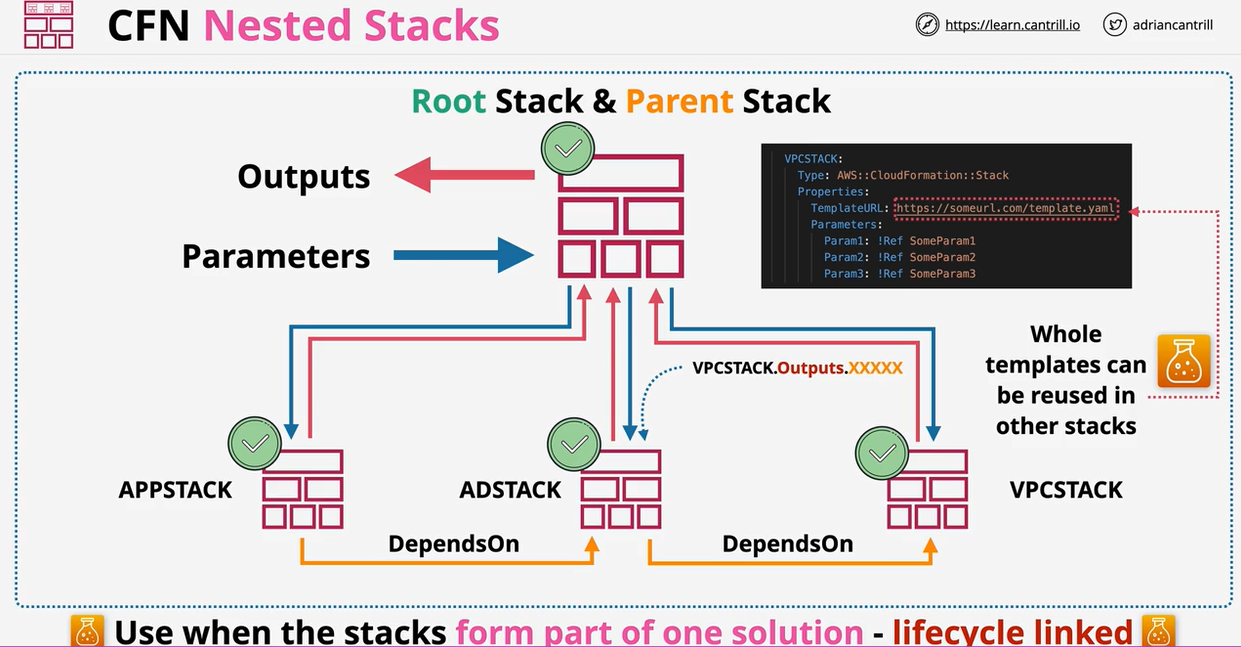 CFN Nested Stacks
https://learn.cantrill.io
adriancantrill
Root Stack & Parent Stack
Outputs
Parameters
VPCSTACK:
Type: AWS::CloudFormation::Stack
Properties:
TemplateURL: https://someurl.com/template.yaml
Parameters:
Param1: !Ref SomeParam1
Param2: !Ref SomeParam2
Param3: !Ref SomeParam3
Whole
templates can
be reused in
other stacks
VPCSTACK.Outputs.XXXXX
APPSTACK
ADSTACK
VPCSTACK
DependsOn
DependsOn
Use when the stacks form part of one solution - lifecycle linked